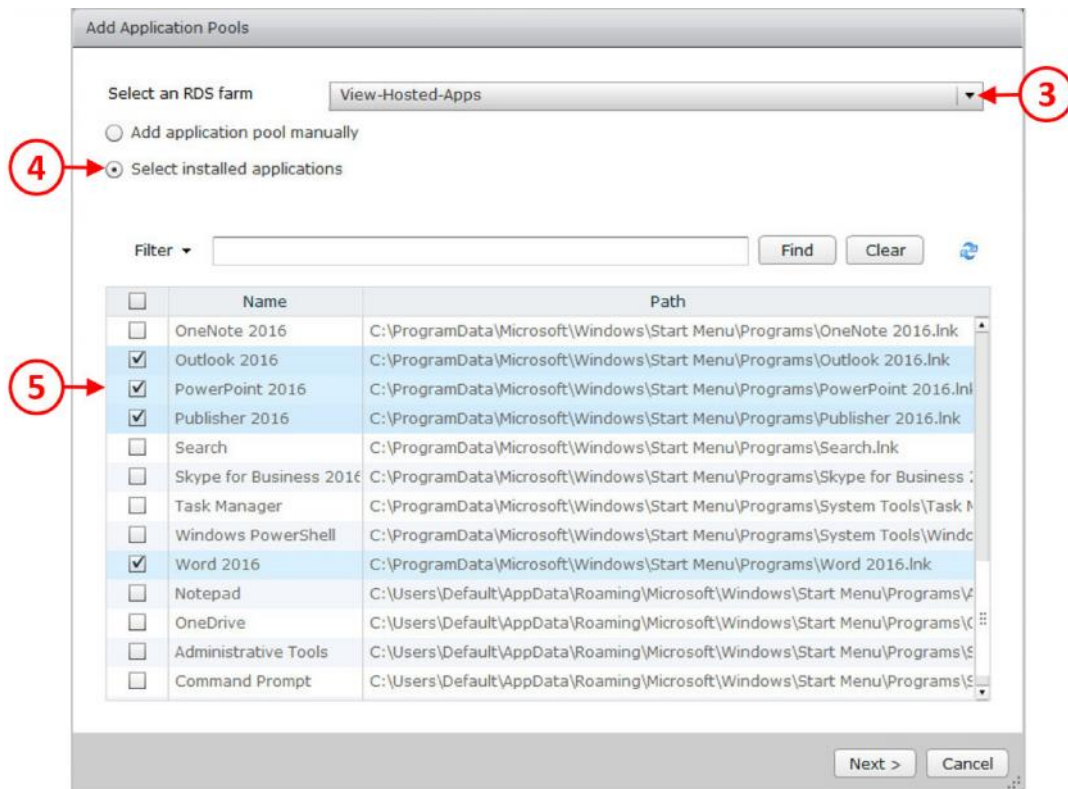 Add Application Pools
Select an RDS farm View-Hosted-Apps 3
Add application pool manually
4 Select installed applications
Filter Find Clear
Name Path
OneNote 2016 C:\ProgramData\Microsoft\Windows\Start Menu\Programs\OneNote 2016.lnk
Outlook 2016 C:\ProgramData\Microsoft\Windows\Start Menu\Programs\Outlook 2016.lnk
5 PowerPoint 2016 C:\ProgramData\Microsoft\Windows\Start Menu\Programs\PowerPoint 2016.lnk
Publisher 2016 C:\ProgramData\Microsoft\Windows\Start Menu\Programs\Publisher 2016.lnk
Search C:\ProgramData\Microsoft\Windows\Start Menu\Programs\Search.lnk
Skype for Business 2016 C:\ProgramData\Microsoft\Windows\Start Menu\Programs\Skype for Business
Task Manager C:\ProgramData\Microsoft\Windows\Start Menu\Programs\System Tools\Task
Windows PowerShell C:\ProgramData\Microsoft\Windows\Start Menu\Programs\System Tools\Windo
Word 2016 C:\ProgramData\Microsoft\Windows\Start Menu\Programs\Word 2016.lnk
Notepad C:\Users\Default\AppData\Roaming\Microsoft\Windows\Start Menu\Programs\
OneDrive C:\Users\Default\AppData\Roaming\Microsoft\Windows\Start Menu\Programs\
Administrative Tools C:\Users\Default\AppData\Roaming\Microsoft\Windows\Start Menu\Programs\S
Command Prompt C:\Users\Default\AppData\Roaming\Microsoft\Windows\Start Menu\Programs\S
Next > Cancel